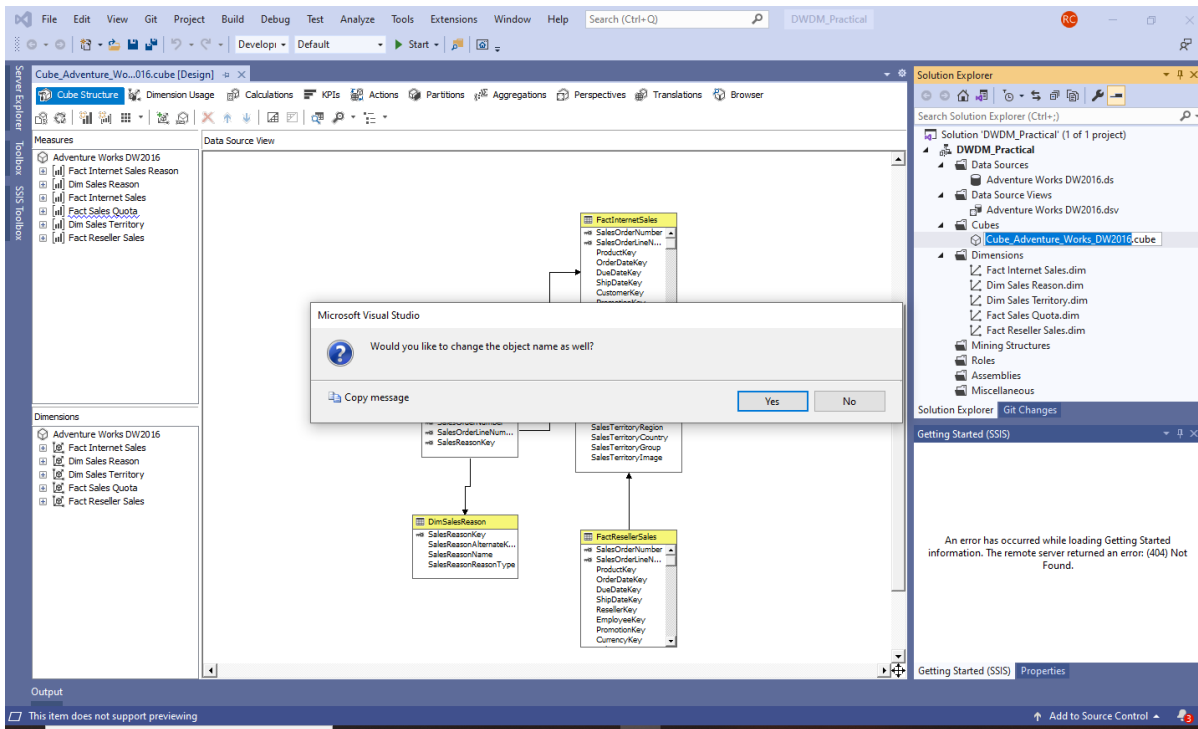 File Edit View Git Project Build Debug Test Analyze Tools Extensions Window Help Search (Ctrl+Q) DWDM_Practical RC
Developı Default Start
Server Explorer
Toolbox
SSIS Toolbox
Cube_Adventure_Wo...016.cube [Design]
Cube Structure Dimension Usage Calculations KPIs Actions Partitions Aggregations Perspectives Translations Browser
Measures
Adventure Works DW2016
Fact Internet Sales Reason
Dim Sales Reason
Fact Internet Sales
Fact Sales Quota
Dim Sales Territory
Fact Reseller Sales
Dimensions
Adventure Works DW2016
Fact Internet Sales
Dim Sales Reason
Dim Sales Territory
Fact Sales Quota
Fact Reseller Sales
Data Source View
FactInternetSales
SalesOrderNumber
SalesOrderLineN...
ProductKey
OrderDateKey
DueDateKey
ShipDateKey
CustomerKey
Microsoft Visual Studio
Would you like to change the object name as well?
Copy message
Yes
No
SalesOrderLineNum...
SalesReasonKey
SalesTerritoryRegion
SalesTerritoryCountry
SalesTerritoryGroup
SalesTerritoryImage
DimSalesReason
SalesReasonKey
SalesReasonAlternateK...
SalesReasonName
SalesReasonReasonType
FactResellerSales
SalesOrderNumber
SalesOrderLineN...
ProductKey
OrderDateKey
DueDateKey
ShipDateKey
ResellerKey
EmployeeKey
PromotionKey
CurrencyKey
Solution Explorer
Search Solution Explorer (Ctrl+;)
Solution 'DWDM_Practical' (1 of 1 project)
DWDM_Practical
Data Sources
Adventure Works DW2016.ds
Data Source Views
Adventure Works DW2016.dsv
Cubes
Cube_Adventure_Works_DW2016.cube
Dimensions
Fact Internet Sales.dim
Dim Sales Reason.dim
Dim Sales Territory.dim
Fact Sales Quota.dim
Fact Reseller Sales.dim
Mining Structures
Roles
Assemblies
Miscellaneous
Solution Explorer Git Changes
Getting Started (SSIS)
An error has occurred while loading Getting Started
information. The remote server returned an error: (404) Not
Found.
Getting Started (SSIS) Properties
Output
This item does not support previewing
Add to Source Control
3